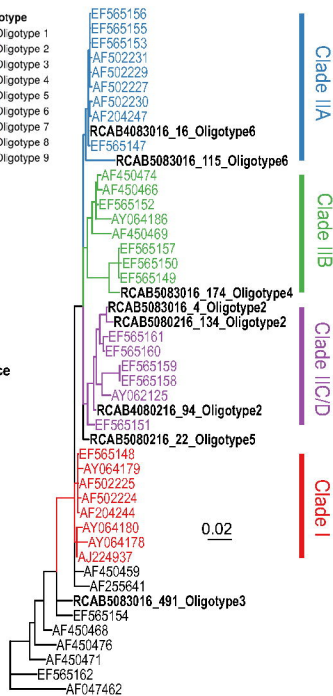 otype
Oligotype 1
Oligotype 2
Oligotype 3
Oligotype 4
Oligotype 5
Oligotype 6
Oligotype 7
Oligotype 8
Oligotype 9
ce
EF565156
EF565155
EF565153
AF502231
AF502229
AF502227
AF502230
AF204247
RCAB4083016_16_Oligotype6
EF565147
RCAB5083016_115_Oligotype6
Clade IIA
AF450474
AF450466
EF565152
AY064186
AF450469
EF565157
EF565150
EF565149
RCAB5083016_174_Oligotype4
Clade IIB
RCAB5083016_4_Oligotype2
RCAB5080216_134_Oligotype2
EF565161
EF565160
EF565159
EF565158
AY062125
RCAB4080216_94_Oligotype2
EF565151
Clade IIC/D
RCAB5080216_22_Oligotype5
EF565148
AY064179
AF502225
AF502224
AF204244
AY064180
AY064178
AJ224937
Clade I
0.02
AF450459
AF255641
RCAB5083016_491_Oligotype3
EF565154
AF450468
AF450476
AF450471
EF565162
AF047462